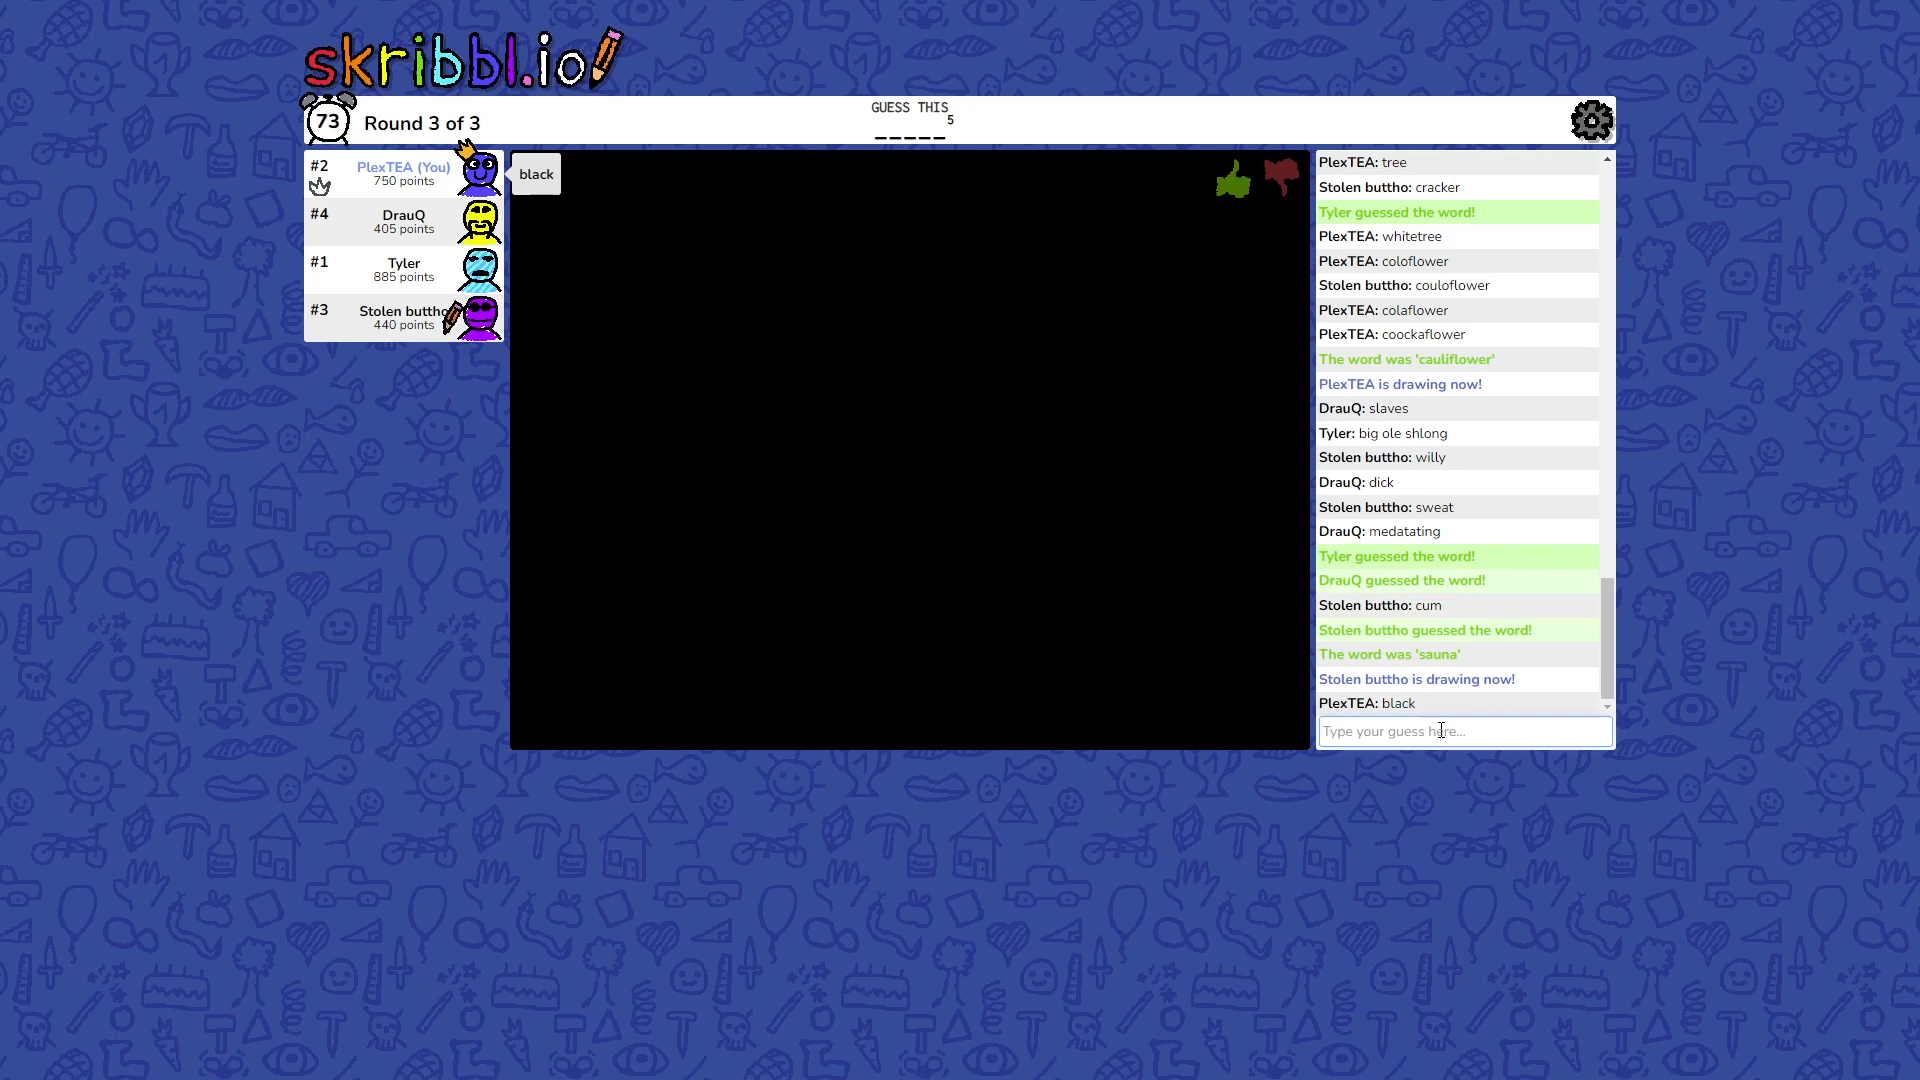 skribbl.io
73
Round 3 of 3
GUESS THIS
5
_____
#2
PlexTEA (You)
750 points
black
#4
DrauQ
405 points
#1
Tyler
885 points
#3
Stolen buttho
440 points
PlexTEA: tree
Stolen buttho: cracker
Tyler guessed the word!
PlexTEA: whitetree
PlexTEA: coloflower
Stolen buttho: couloflower
PlexTEA: colaflower
PlexTEA: coockaflower
The word was 'cauliflower'
PlexTEA is drawing now!
DrauQ: slaves
Tyler: big ole shlong
Stolen buttho: willy
DrauQ: dick
Stolen buttho: sweat
DrauQ: medatating
Tyler guessed the word!
DrauQ guessed the word!
Stolen buttho: cum
Stolen buttho guessed the word!
The word was 'sauna'
Stolen buttho is drawing now!
PlexTEA: black
Type your guess here...